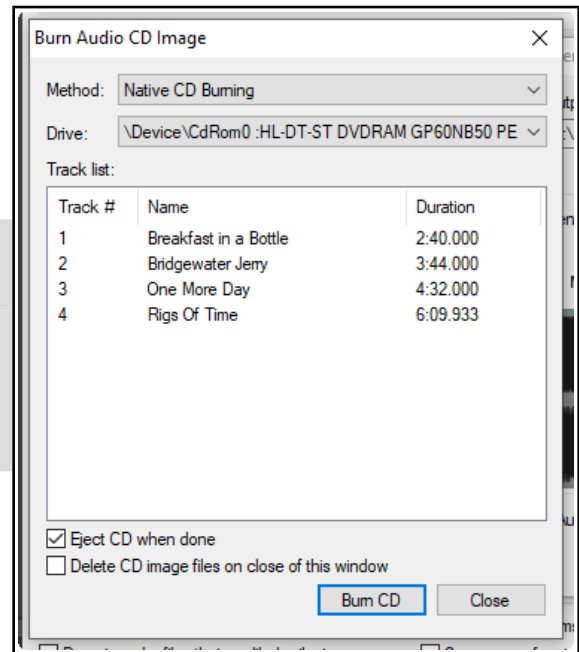 Burn Audio CD Image
Method: Native CD Burning
Drive: \Device\CdRom0 :HL-DT-ST DVDRAM GP60NB50 PE
Track list:
Track # Name Duration
1 Breakfast in a Bottle 2:40.000
2 Bridgewater Jerry 3:44.000
3 One More Day 4:32.000
4 Rigs Of Time 6:09.933
Eject CD when done
Delete CD image files on close of this window
Burn CD Close